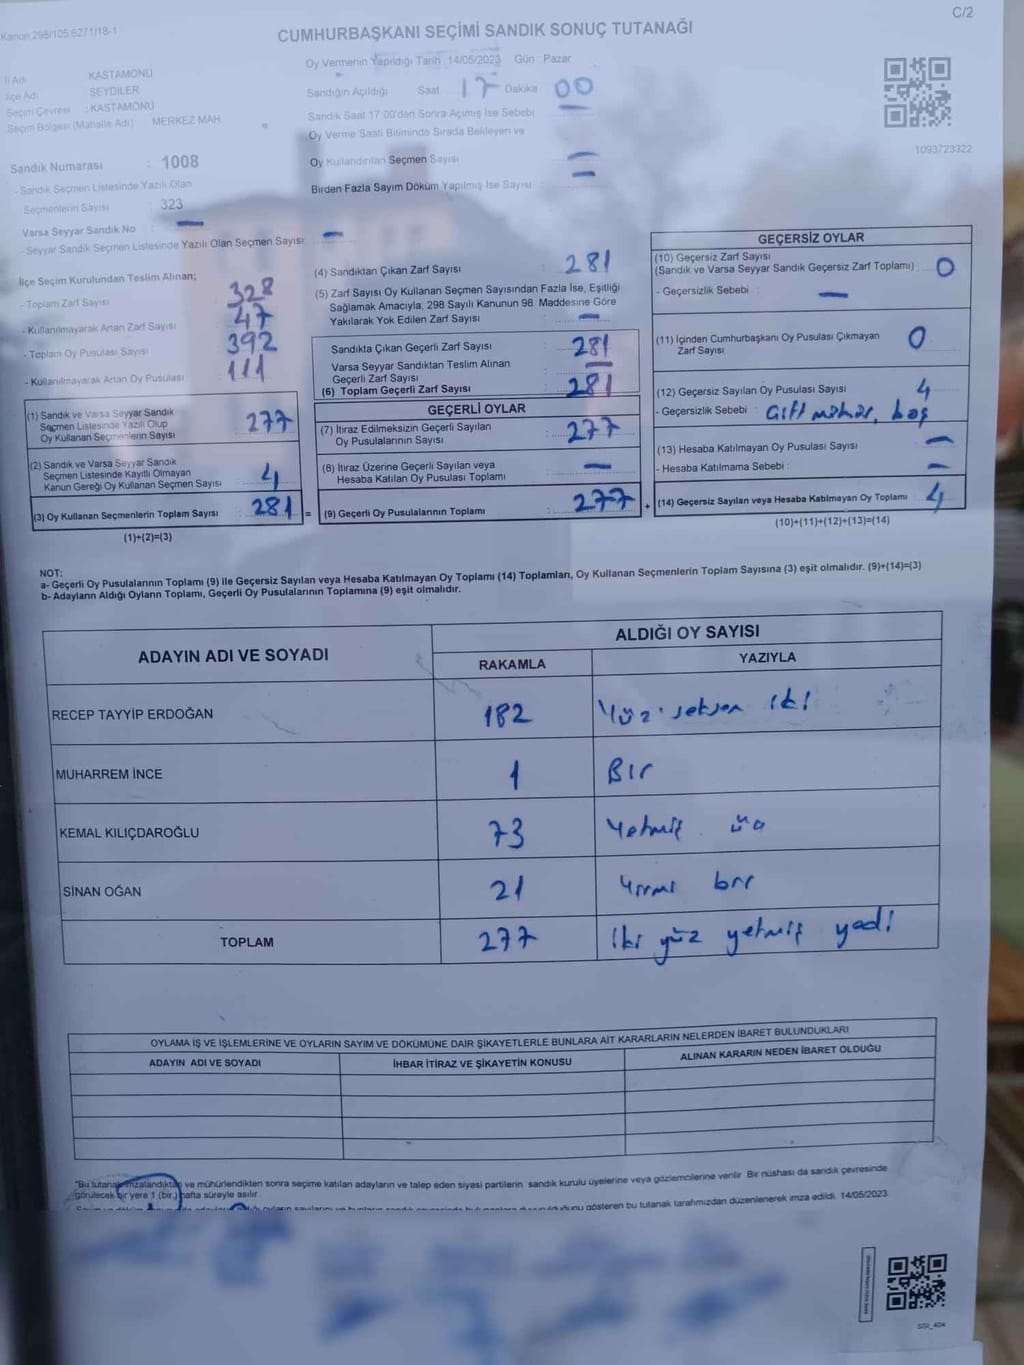 C/2
Kanun 298/105.6271/18-1
CUMHURBAŞKANI SEÇİMİ SANDIK SONUÇ TUTANAĞI
İl Adı KASTAMONU
İlçe Adı SEYDİLER
Seçim Çevresi : KASTAMONU
Seçim Bölgesi (Mahalle Adı) MERKEZ MAH.
Sandık Numarası : 1008
- Sandık Seçmen Listesinde Yazılı Olan
Seçmenlerin Sayısı : 323
Varsa Seyyar Sandık No —
- Seyyar Sandık Seçmen Listesinde Yazılı Olan Seçmen Sayısı —
Oy Vermenin Yapıldığı Tarih 14/05/2023 Gün Pazar
Sandığın Açıldığı Saat 17 Dakika 00
Sandık Saat 17:00'den Sonra Açımış İse Sebebi —
Oy Verme Saati Bitiminde Sırada Bekleyen ve
Oy Kullandırılan Seçmen Sayısı —
Birden Fazla Sayım Döküm Yapılmış İse Sayısı —
1093723322
İlçe Seçim Kurulundan Teslim Alınan;
- Toplam Zarf Sayısı 328
- Kullanılmayarak Artan Zarf Sayısı 47
- Toplam Oy Pusulası Sayısı 392
- Kullanılmayarak Artan Oy Pusulası 111
(1) Sandık ve Varsa Seyyar Sandık
Seçmen Listesinde Yazılı Olup
Oy Kullanan Seçmenlerin Sayısı 277
(2) Sandık ve Varsa Seyyar Sandık
Seçmen Listesinde Kayıtlı Olmayan
Kanun Gereği Oy Kullanan Seçmen Sayısı 4
(3) Oy Kullanan Seçmenlerin Toplam Sayısı 281 =
(1)+(2)=(3)
(4) Sandıktan Çıkan Zarf Sayısı : 281
(5) Zarf Sayısı Oy Kullanan Seçmen Sayısından Fazla İse, Eşitliği
Sağlamak Amacıyla; 298 Sayılı Kanunun 98. Maddesine Göre
Yakılarak Yok Edilen Zarf Sayısı : —
Sandıkta Çıkan Geçerli Zarf Sayısı : 281
Varsa Seyyar Sandıktan Teslim Alınan
Geçerli Zarf Sayısı : —
(6) Toplam Geçerli Zarf Sayısı : 281
GEÇERLİ OYLAR
(7) İtiraz Edilmeksizin Geçerli Sayılan
Oy Pusulalarının Sayısı : 277
(8) İtiraz Üzerine Geçerli Sayılan veya
Hesaba Katılan Oy Pusulası Toplamı : —
(9) Geçerli Oy Pusulalarının Toplamı : 277 +
GEÇERSİZ OYLAR
(10) Geçersiz Zarf Sayısı
(Sandık ve Varsa Seyyar Sandık Geçersiz Zarf Toplamı) : 0
- Geçersizlik Sebebi : —
(11) İçinden Cumhurbaşkanı Oy Pusulası Çıkmayan
Zarf Sayısı : 0
(12) Geçersiz Sayılan Oy Pusulası Sayısı : 4
- Geçersizlik Sebebi : Çift mühür, boş
(13) Hesaba Katılmayan Oy Pusulası Sayısı : —
- Hesaba Katılmama Sebebi : —
(14) Geçersiz Sayılan veya Hesaba Katılmayan Oy Toplamı : 4
(10)+(11)+(12)+(13)=(14)
NOT:
a- Geçerli Oy Pusulalarının Toplamı (9) ile Geçersiz Sayılan veya Hesaba Katılmayan Oy Toplamı (14) Toplamları, Oy Kullanan Seçmenlerin Toplam Sayısına (3) eşit olmalıdır. (9)+(14)=(3)
b- Adayların Aldığı Oyların Toplamı, Geçerli Oy Pusulalarının Toplamına (9) eşit olmalıdır.
ADAYIN ADI VE SOYADI ALDIĞI OY SAYISI
RAKAMLA YAZIYLA
RECEP TAYYİP ERDOĞAN 182 Yüz seksen iki
MUHARREM İNCE 1 Bir
KEMAL KILIÇDAROĞLU 73 Yetmiş üç
SİNAN OĞAN 21 Yirmi bir
TOPLAM 277 İki yüz yetmiş yedi
OYLAMA İŞ VE İŞLEMLERİNE VE OYLARIN SAYIM VE DÖKÜMÜNE DAİR ŞİKAYETLERLE BUNLARA AİT KARARLARIN NELERDEN İBARET BULUNDUKLARI
ADAYIN ADI VE SOYADI İHBAR İTİRAZ VE ŞİKAYETİN KONUSU ALINAN KARARIN NEDEN İBARET OLDUĞU
"Bu tutanak imzalandıktan ve mühürlendikten sonra seçime katılan adayların ve talep eden siyasi partilerin sandık kurulu üyelerine veya gözlemcilerine verilir. Bir nüshası da sandık çevresinde
görülecek bir yere 1 (bir) hafta süreyle asılır.
gösteren bu tutanak tarafımızdan düzenlenerek imza edildi. 14/05/2023